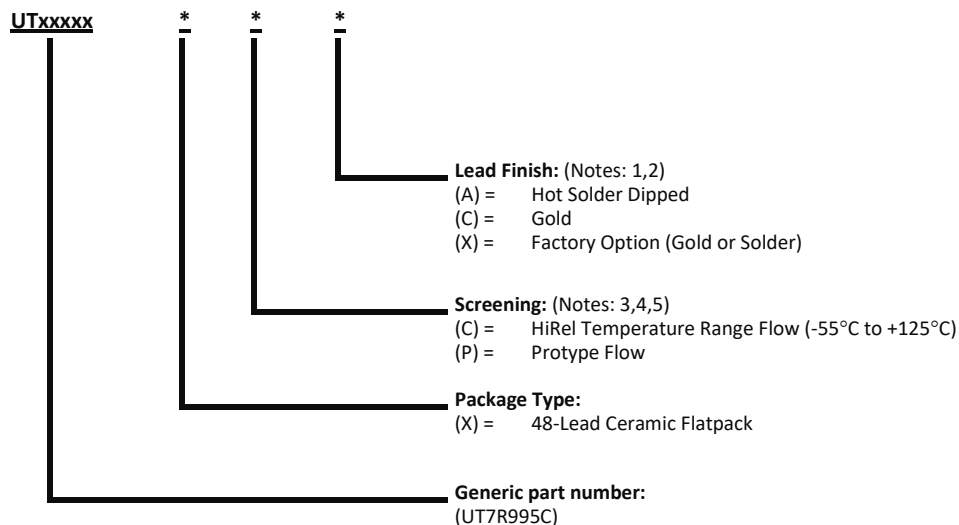 UTxxxxx * * *
Lead Finish: (Notes: 1,2)
(A) = Hot Solder Dipped
(C) = Gold
(X) = Factory Option (Gold or Solder)
Screening: (Notes: 3,4,5)
(C) = HiRel Temperature Range Flow (-55°C to +125°C)
(P) = Protype Flow
Package Type:
(X) = 48-Lead Ceramic Flatpack
Generic part number:
(UT7R995C)